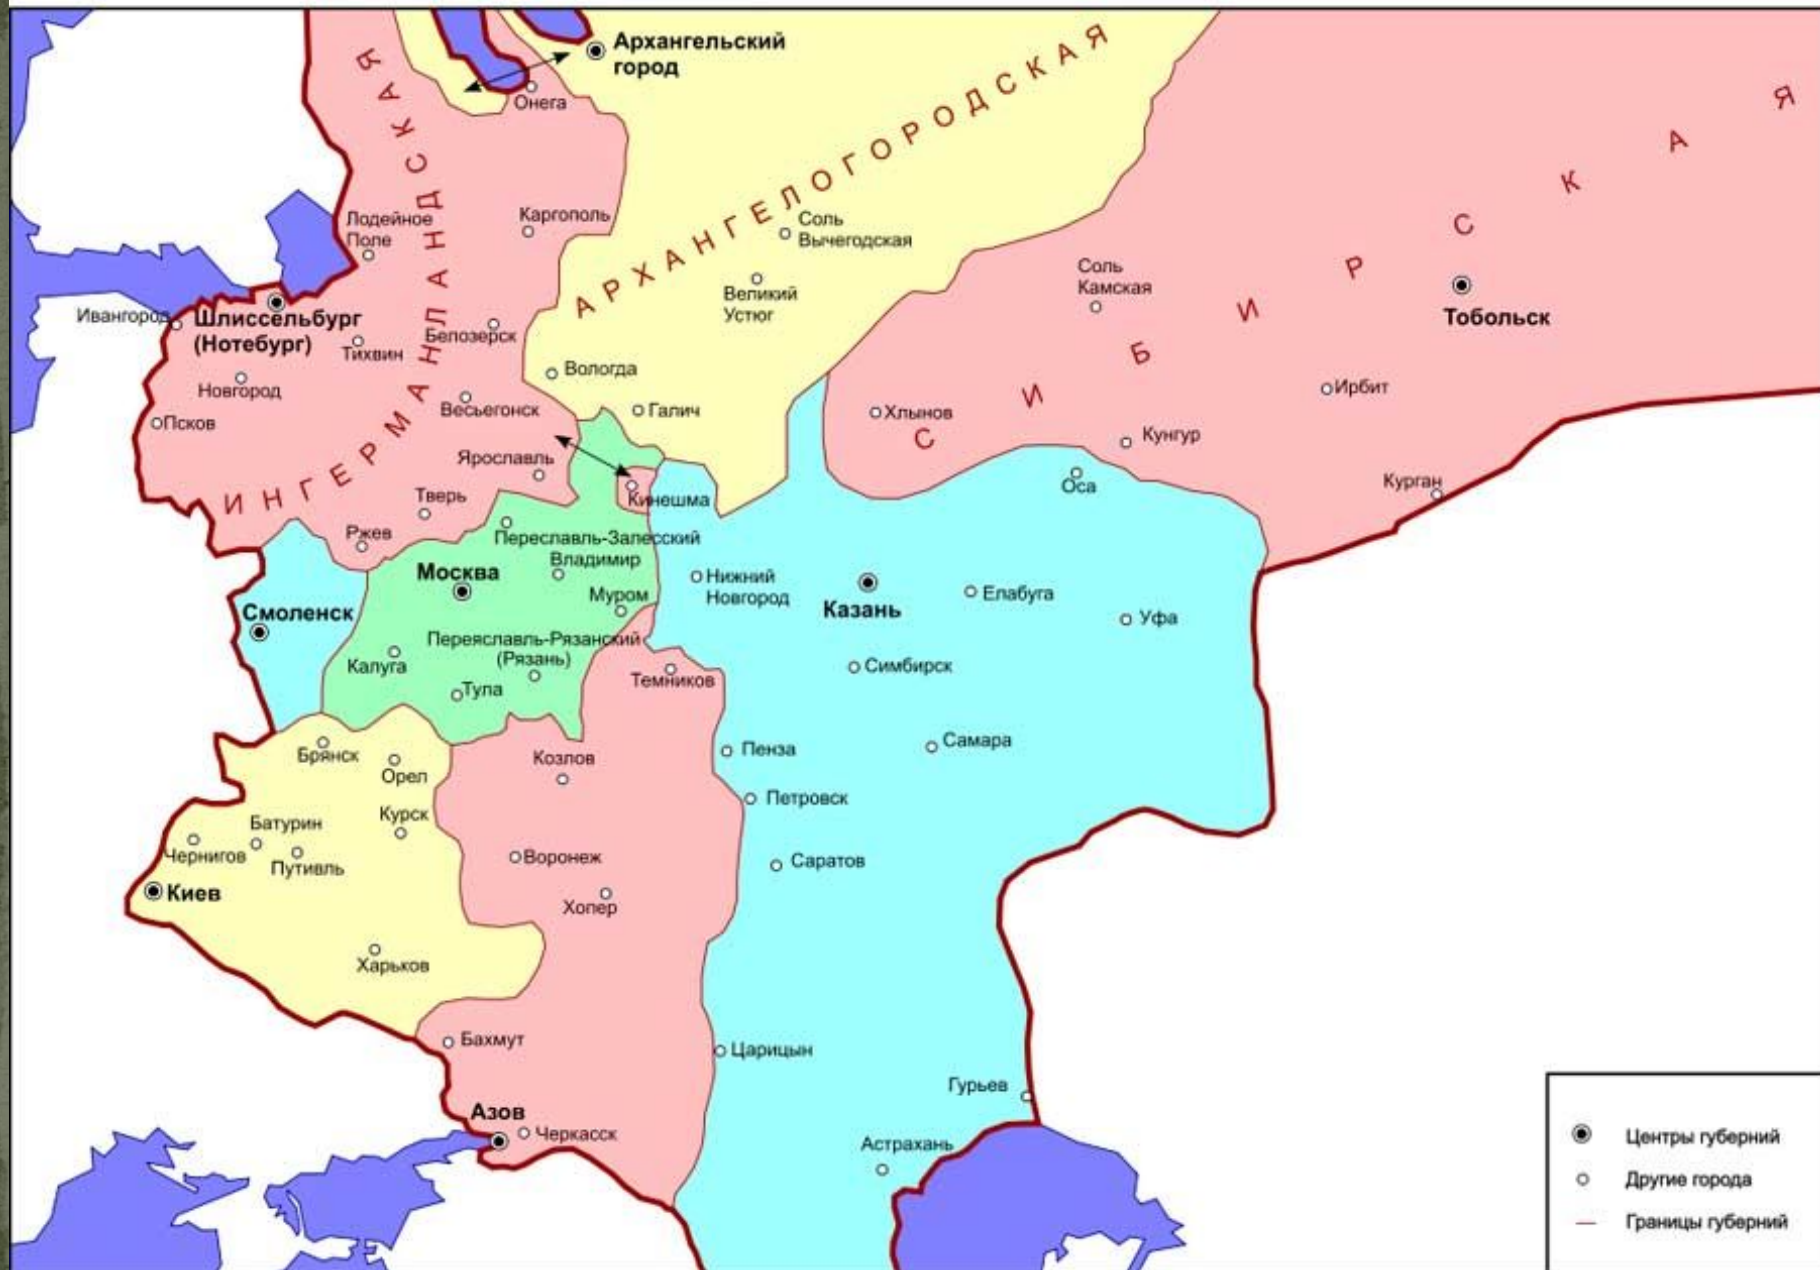 Архангельский
город
Онега
АРХАНГЕЛОГОРОДСКАЯ
ИНГЕРМАНЛАНДСКАЯ
СИБИРСКАЯ
Лодейное
Поле
Каргополь
Соль
Вычегодская
Великий
Устюг
Соль
Камская
Тобольск
Ивангород
Шлиссельбург
(Нотебург)
Тихвин
Белозерск
Новгород
Вологда
Псков
Весьегонск
Галич
Хлынов
Ирбит
Кунгур
Ярославль
Оса
Курган
Тверь
Кинешма
Ржев
Переславль-Залесский
Москва
Владимир
Нижний
Новгород
Казань
Елабуга
Муром
Смоленск
Уфа
Переяславль-Рязанский
(Рязань)
Калуга
Тула
Темников
Симбирск
Брянск
Орел
Козлов
Пенза
Самара
Петровск
Курск
Батурин
Чернигов
Путивль
Воронеж
Саратов
Киев
Хопер
Харьков
Бахмут
Царицын
Гурьев
Азов
Черкасск
Астрахань
Центры губерний
Другие города
Границы губерний